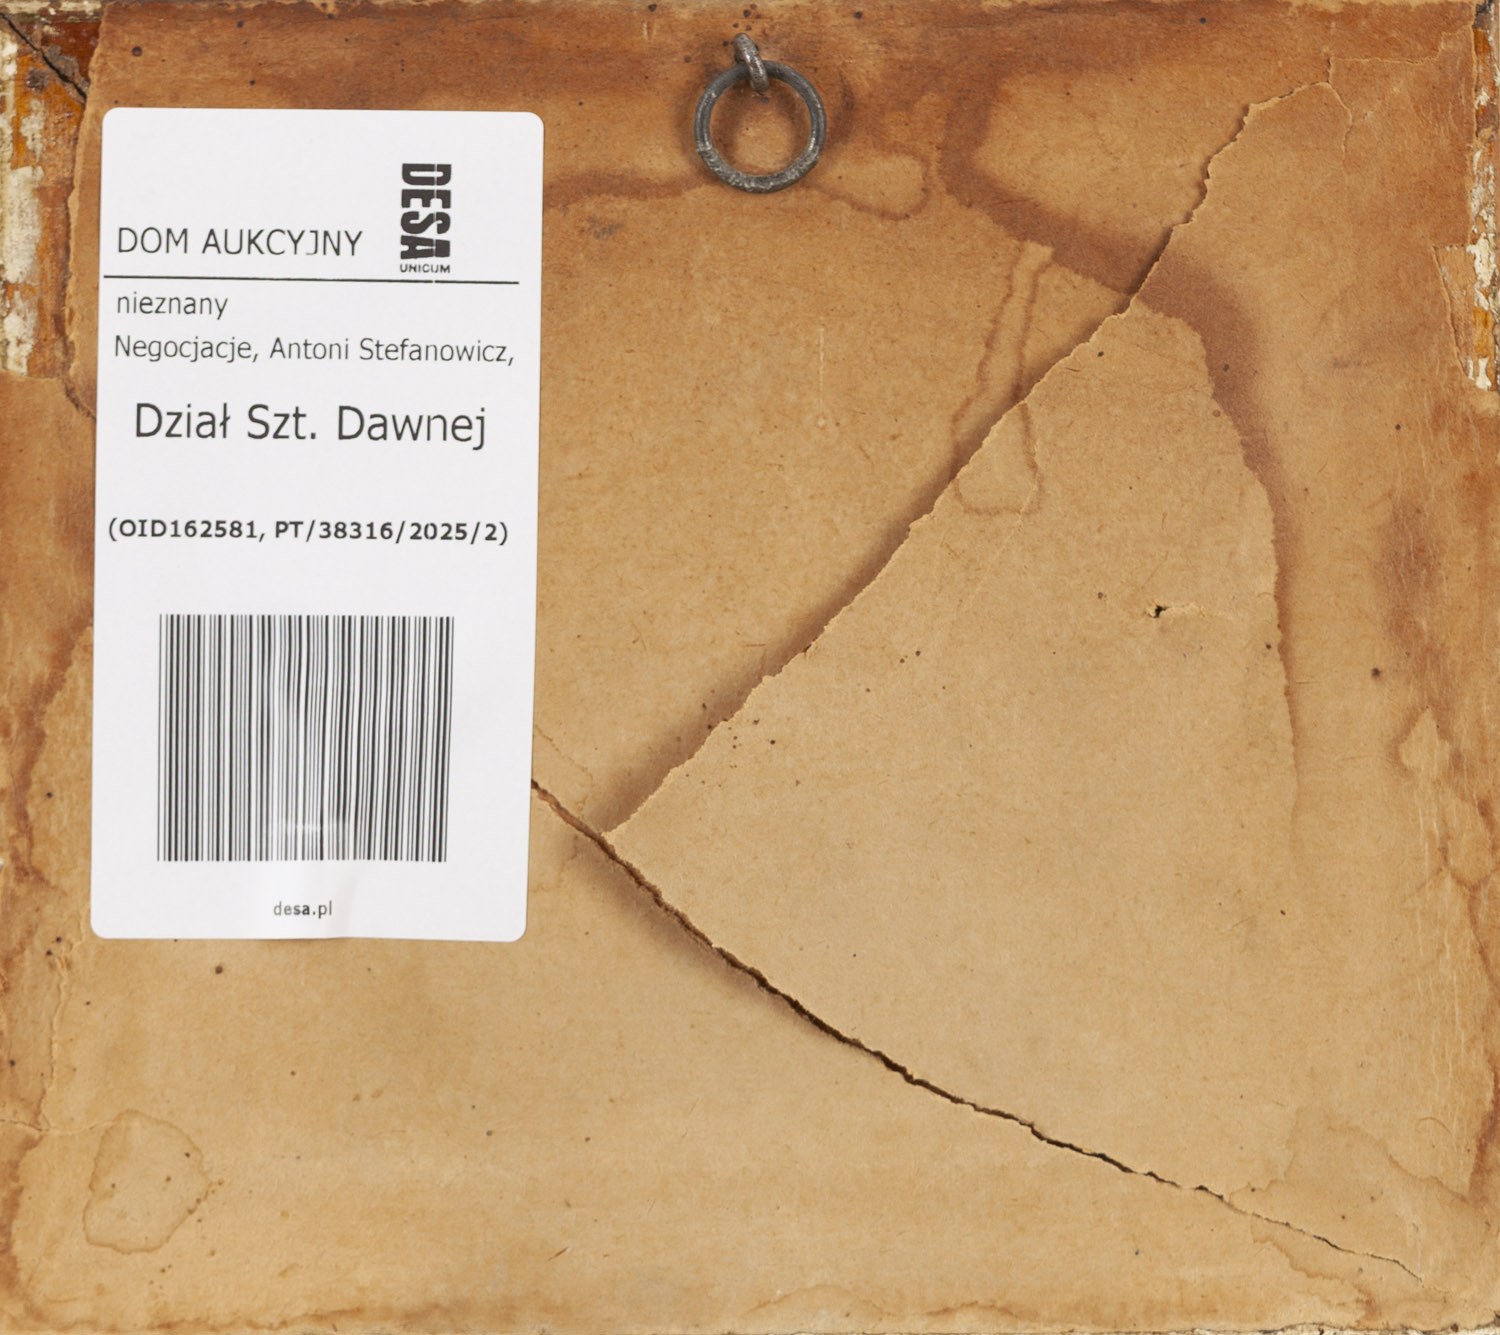 DOM AUKCYJNY
DESA
UNICUM
nieznany
Negocjacje, Antoni Stefanowicz,
Dział Szt. Dawnej
(OID162581, PT/38316/2025/2)
desa.pl